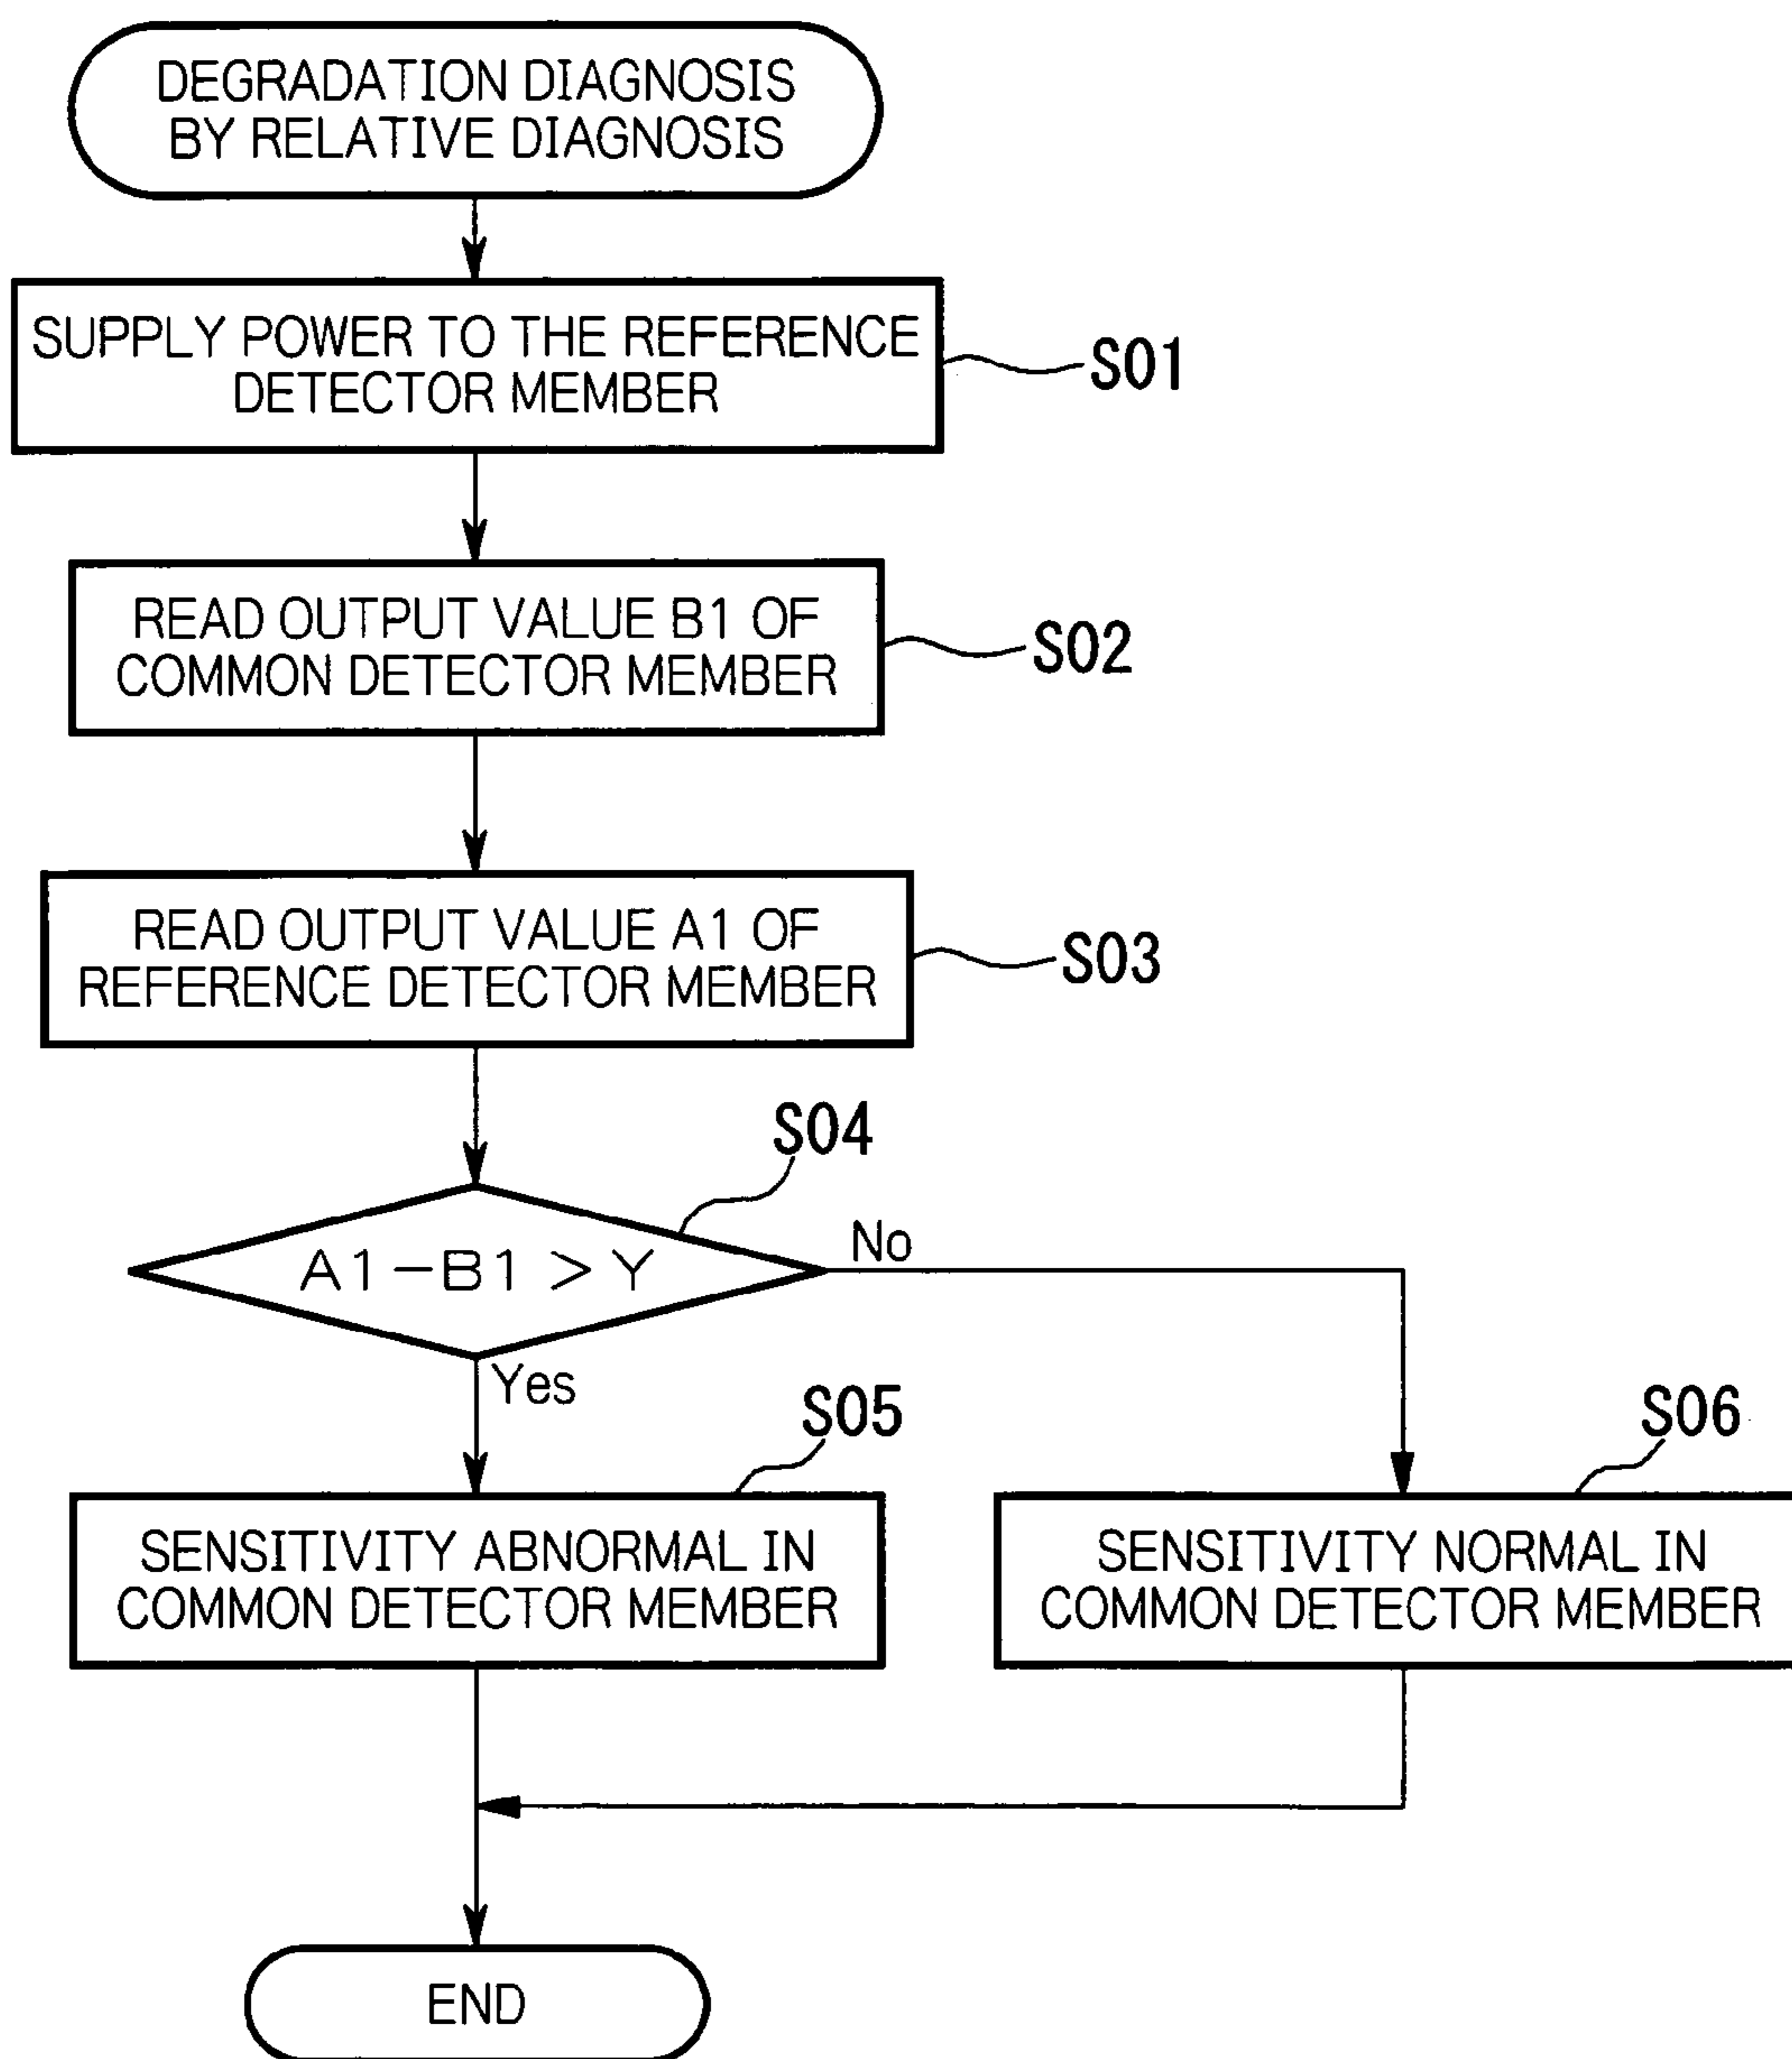 DEGRADATION DIAGNOSIS
BY RELATIVE DIAGNOSIS
SUPPLY POWER TO THE REFERENCE
DETECTOR MEMBER
S01
READ OUTPUT VALUE B1 OF
COMMON DETECTOR MEMBER
S02
READ OUTPUT VALUE A1 OF
REFERENCE DETECTOR MEMBER
S03
S04
A1-B1 > Y
No
Yes
S05
S06
SENSITIVITY ABNORMAL IN
COMMON DETECTOR MEMBER
SENSITIVITY NORMAL IN
COMMON DETECTOR MEMBER
END